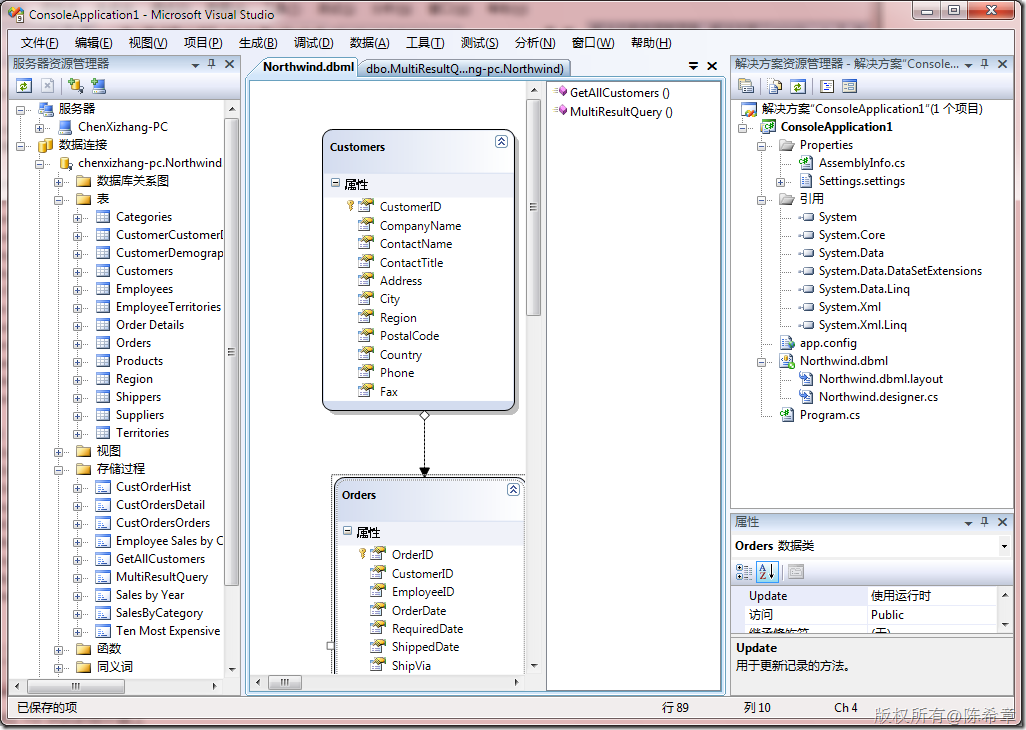 ConsoleApplication1 - Microsoft Visual Studio
文件(F) 编辑(E) 视图(V) 项目(P) 生成(B) 调试(D) 数据(A) 工具(T) 测试(S) 分析(N) 窗口(W) 帮助(H)
服务器资源管理器
服务器
ChenXizhang-PC
数据连接
chenxizhang-pc.Northwind
数据库关系图
表
Categories
CustomerCustomerD
CustomerDemograp
Customers
Employees
EmployeeTerritories
Order Details
Orders
Products
Region
Shippers
Suppliers
Territories
视图
存储过程
CustOrderHist
CustOrdersDetail
CustOrdersOrders
Employee Sales by C
GetAllCustomers
MultiResultQuery
Sales by Year
SalesByCategory
Ten Most Expensive
函数
同义词
Northwind.dbml
dbo.MultiResultQ...ng-pc.Northwind)
Customers
属性
CustomerID
CompanyName
ContactName
ContactTitle
Address
City
Region
PostalCode
Country
Phone
Fax
Orders
属性
OrderID
CustomerID
EmployeeID
OrderDate
RequiredDate
ShippedDate
ShipVia
GetAllCustomers ()
MultiResultQuery ()
解决方案资源管理器 - 解决方案"Console...
解决方案"ConsoleApplication1"(1 个项目)
ConsoleApplication1
Properties
AssemblyInfo.cs
Settings.settings
引用
System
System.Core
System.Data
System.Data.DataSetExtensions
System.Data.Linq
System.Xml
System.Xml.Linq
app.config
Northwind.dbml
Northwind.dbml.layout
Northwind.designer.cs
Program.cs
属性
Orders 数据类
Update 使用运行时
访问 Public
继承修饰符 (无)
Update
用于更新记录的方法。
已保存的项 行 89 列 10 Ch 4
版权所有@陈希章